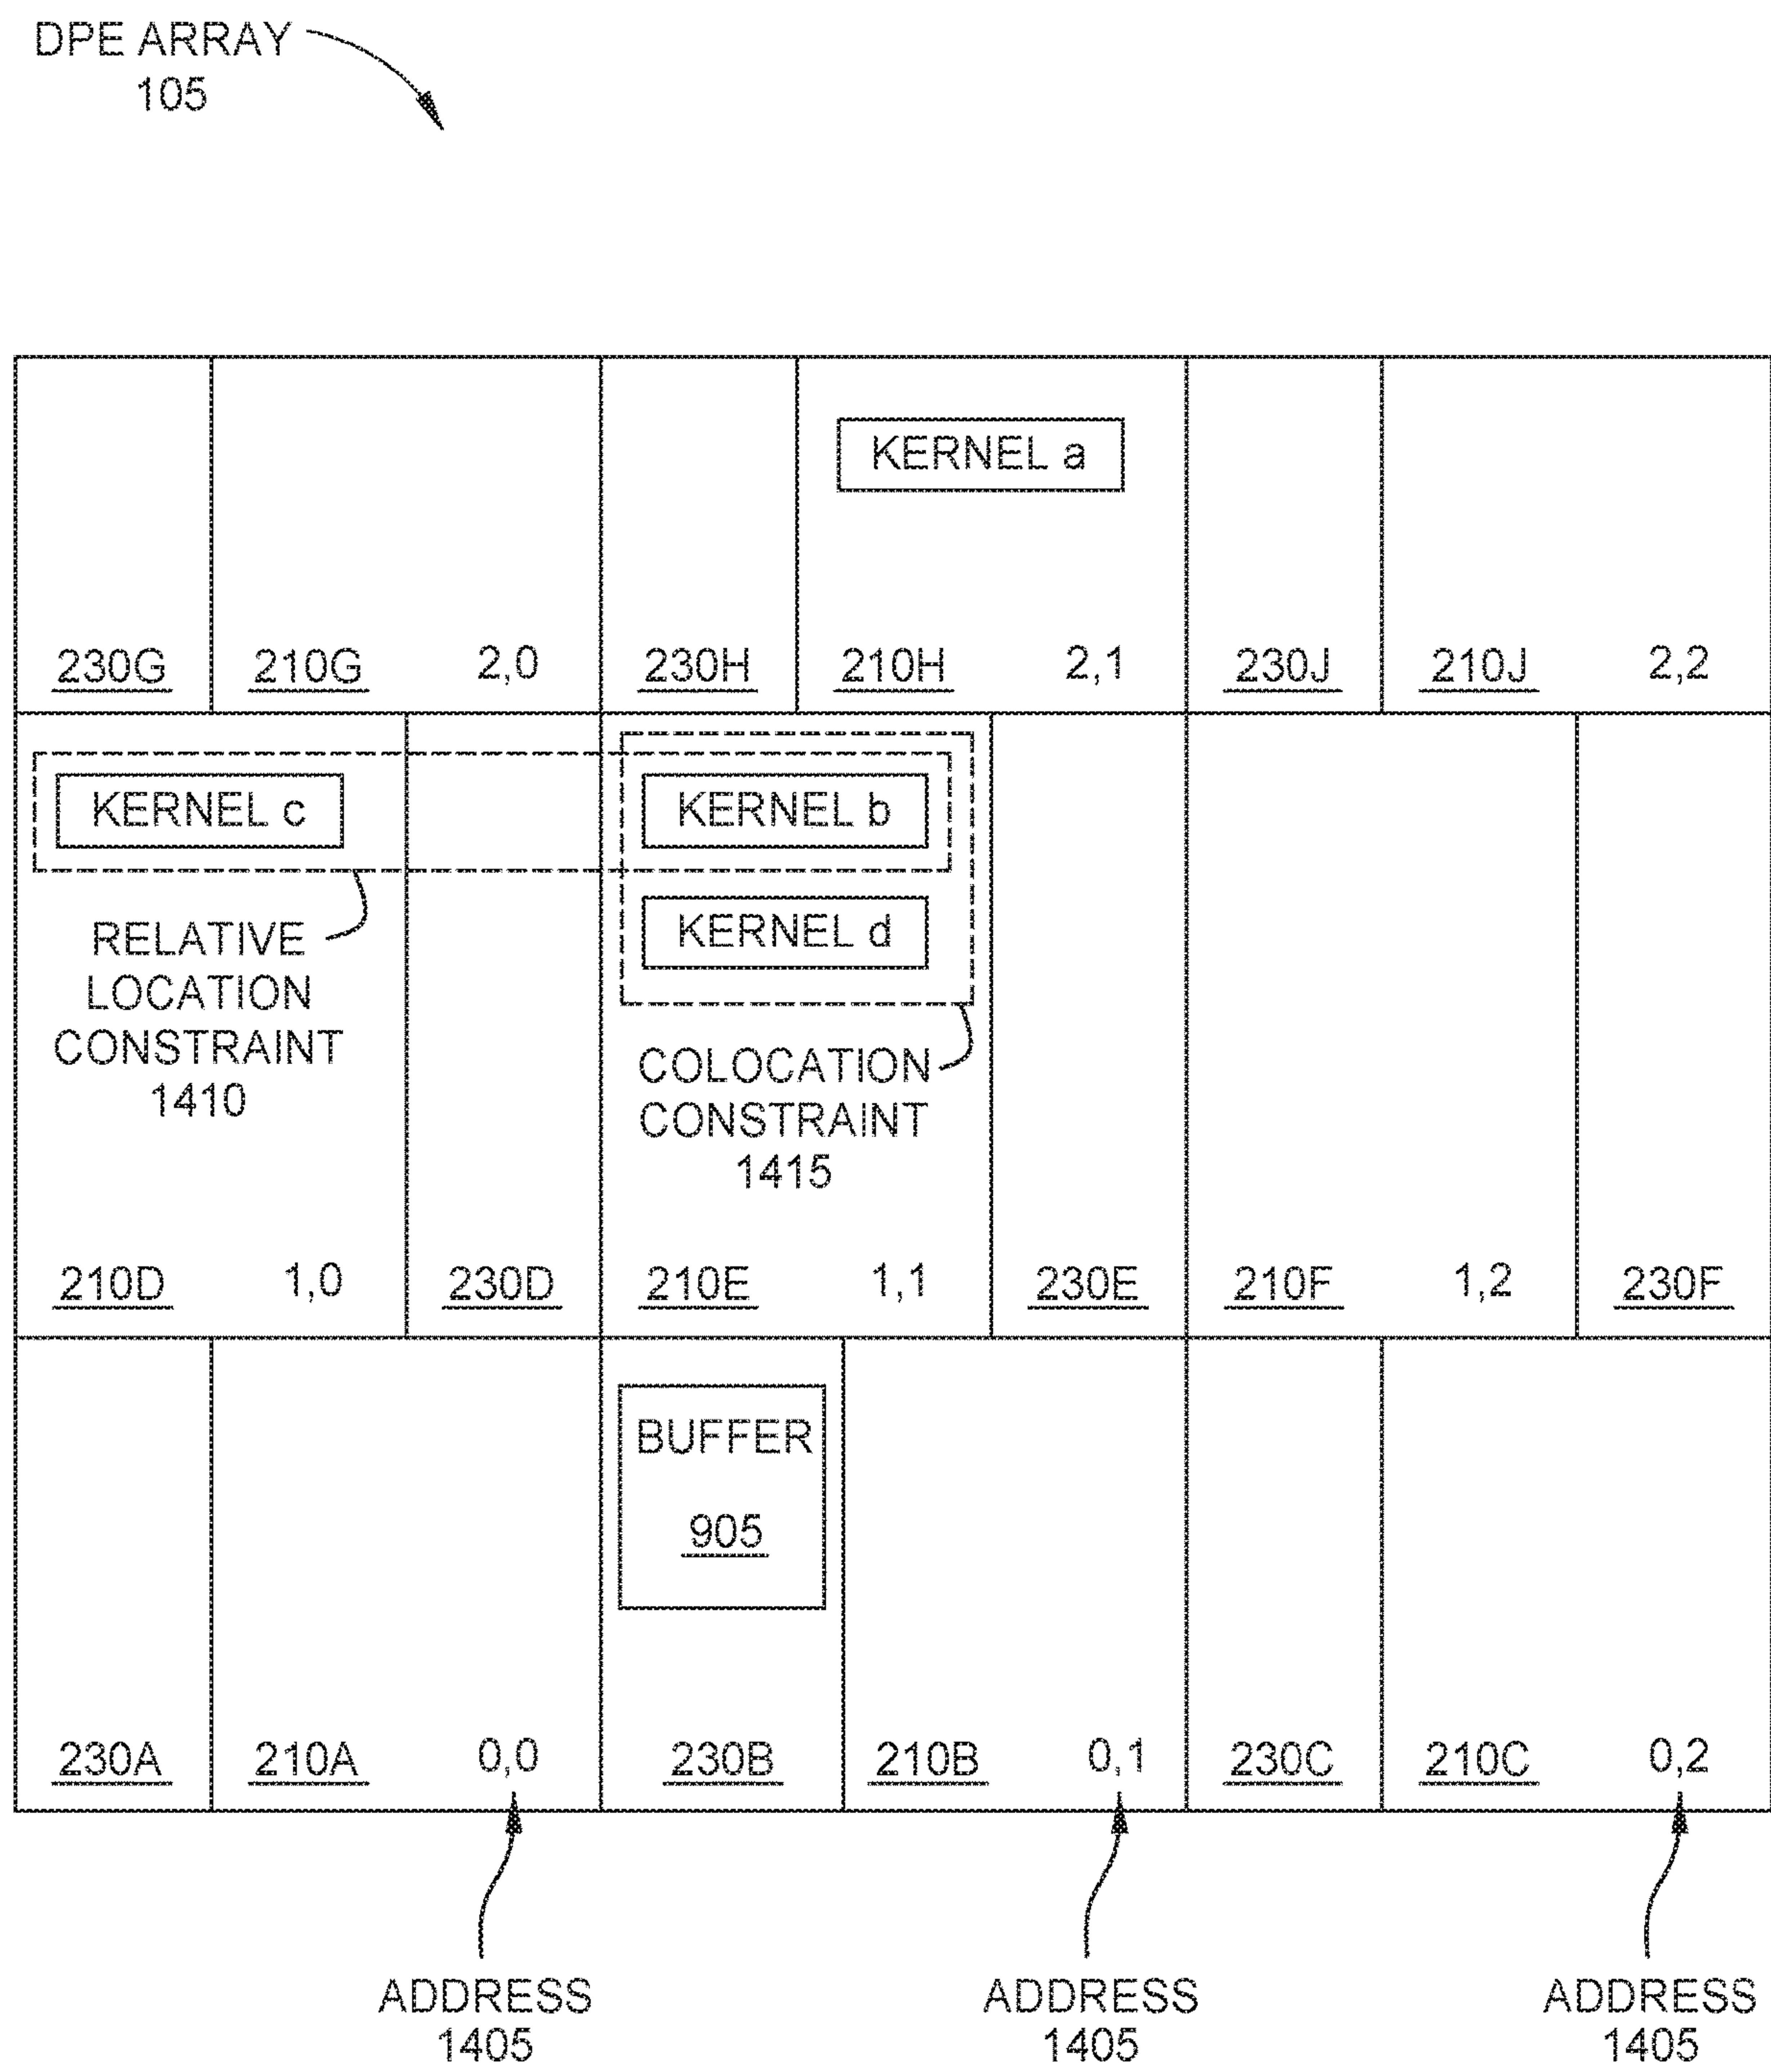 DPE ARRAY
105
KERNEL a
230G 210G 2,0 230H 210H 2,1 230J 210J 2,2
KERNEL c KERNEL b
KERNEL d
RELATIVE
LOCATION
CONSTRAINT
1410
COLOCATION
CONSTRAINT
1415
210D 1,0 230D 210E 1,1 230E 210F 1,2 230F
BUFFER
905
230A 210A 0,0 230B 210B 0,1 230C 210C 0,2
ADDRESS ADDRESS ADDRESS
1405 1405 1405